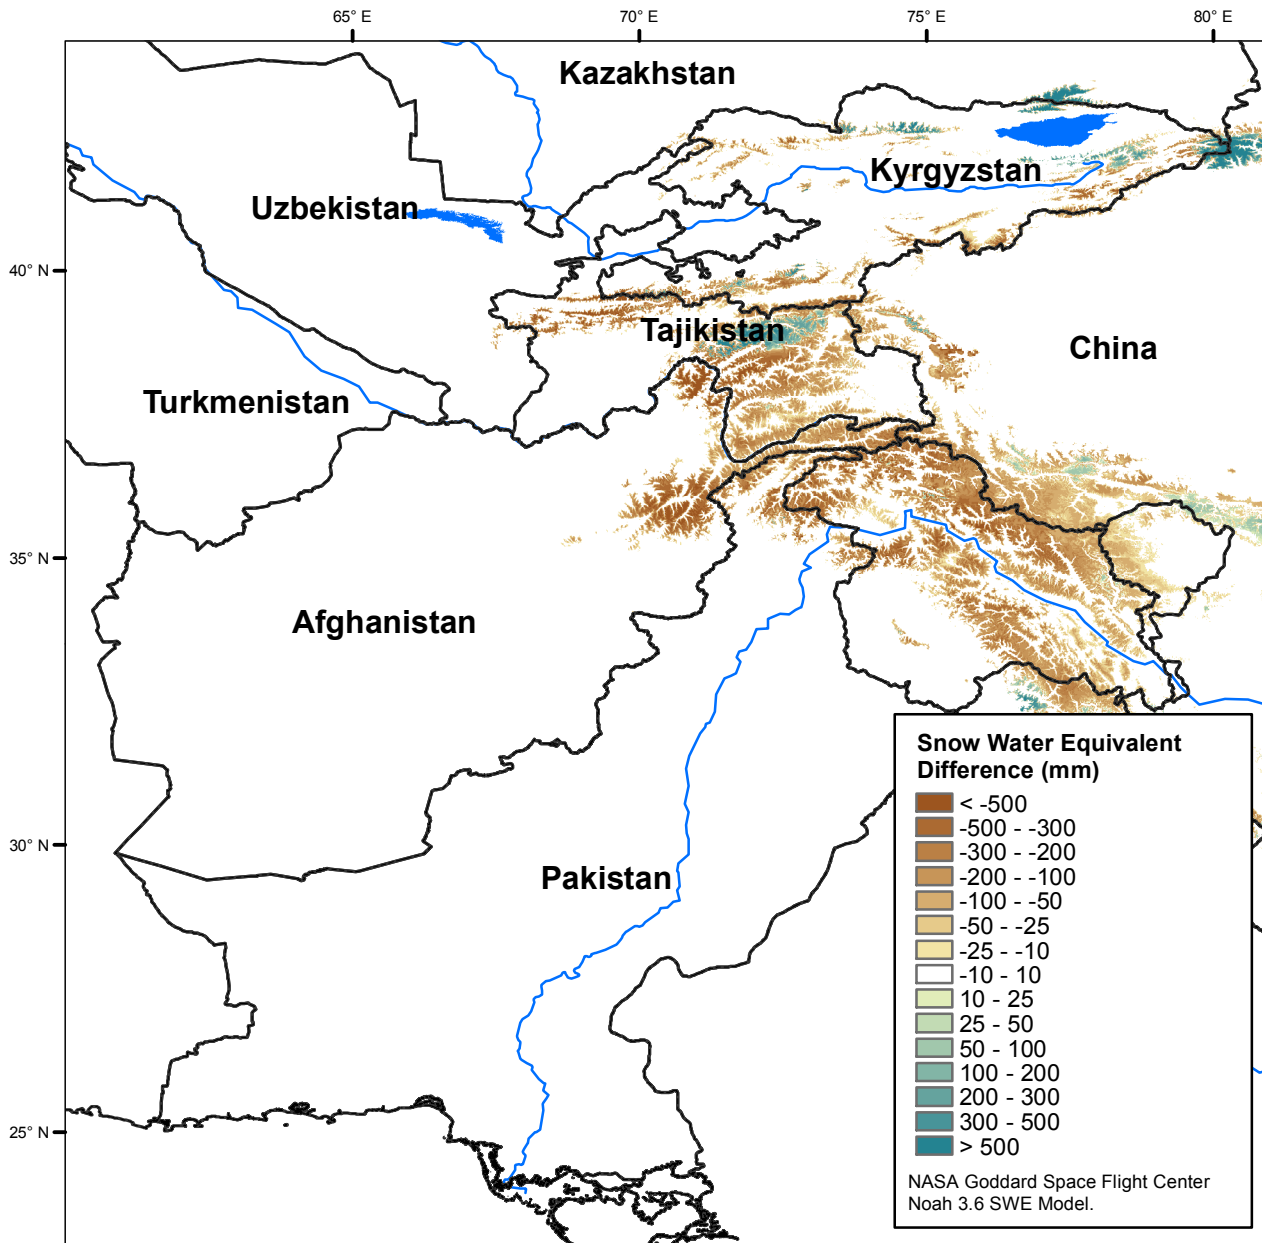 65° E
70° E
75° E
80° E
Kazakhstan
Kyrgyzstan
Uzbekistan
40° N
Tajikistan
China
Turkmenistan
35° N
Afghanistan
30° N
Pakistan
25° N
Snow Water Equivalent
Difference (mm)
< -500
-500 - -300
-300 - -200
-200 - -100
-100 - -50
-50 - -25
-25 - -10
-10 - 10
10 - 25
25 - 50
50 - 100
100 - 200
200 - 300
300 - 500
> 500
NASA Goddard Space Flight Center
Noah 3.6 SWE Model.